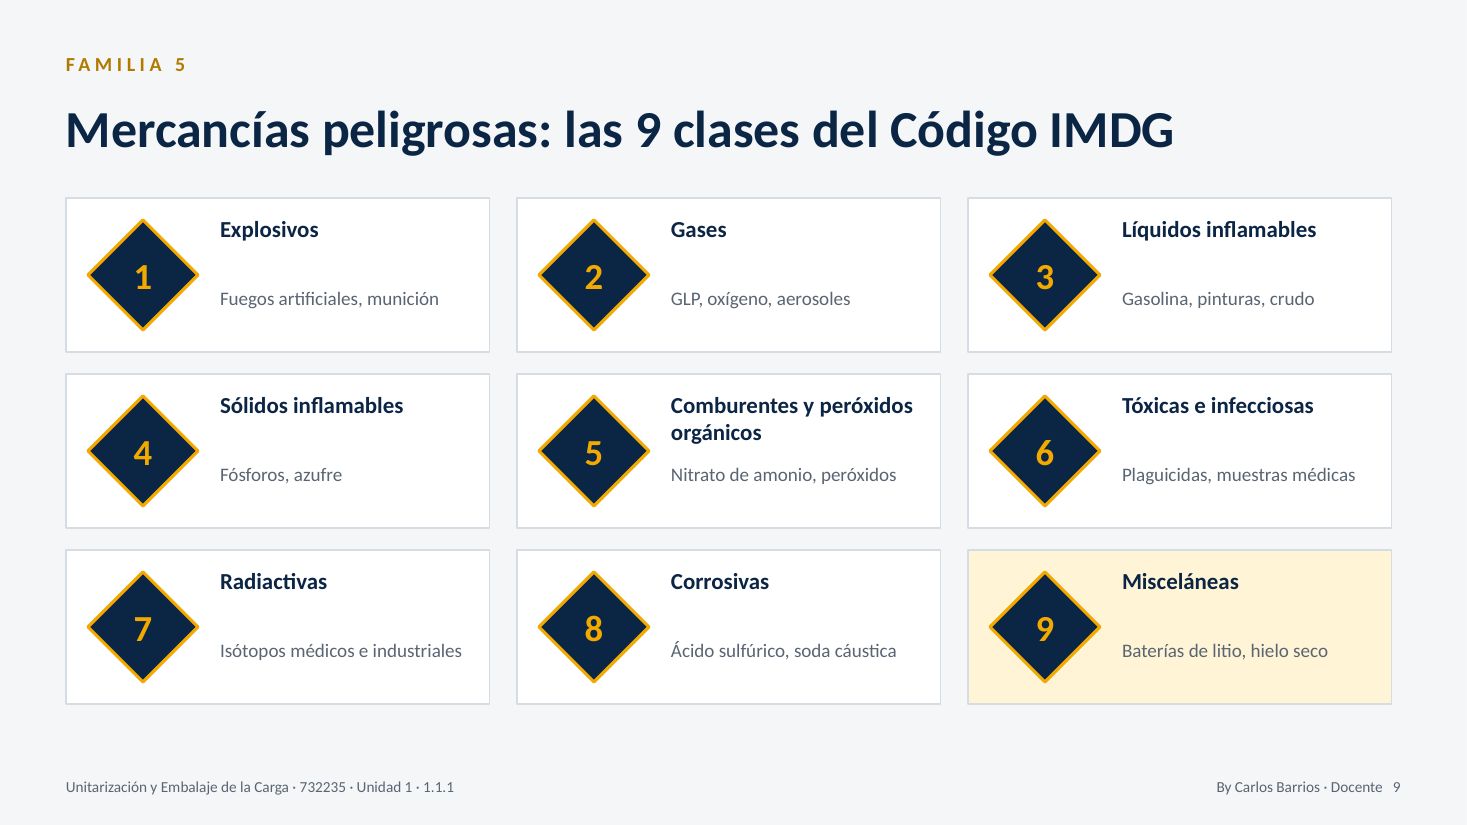 FAMILIA 5
Mercancías peligrosas: las 9 clases del Código IMDG
1
Explosivos
Fuegos artificiales, munición
2
Gases
GLP, oxígeno, aerosoles
3
Líquidos inflamables
Gasolina, pinturas, crudo
4
Sólidos inflamables
Fósforos, azufre
5
Comburentes y peróxidos
orgánicos
Nitrato de amonio, peróxidos
6
Tóxicas e infecciosas
Plaguicidas, muestras médicas
7
Radiactivas
Isótopos médicos e industriales
8
Corrosivas
Ácido sulfúrico, soda cáustica
9
Misceláneas
Baterías de litio, hielo seco
Unitarización y Embalaje de la Carga · 732235 · Unidad 1 · 1.1.1
By Carlos Barrios · Docente 9